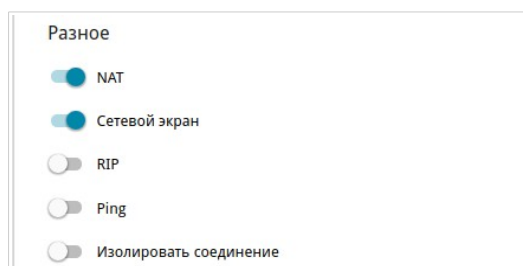 Разное
NAT
Сетевой экран
RIP
Ping
Изолировать соединение